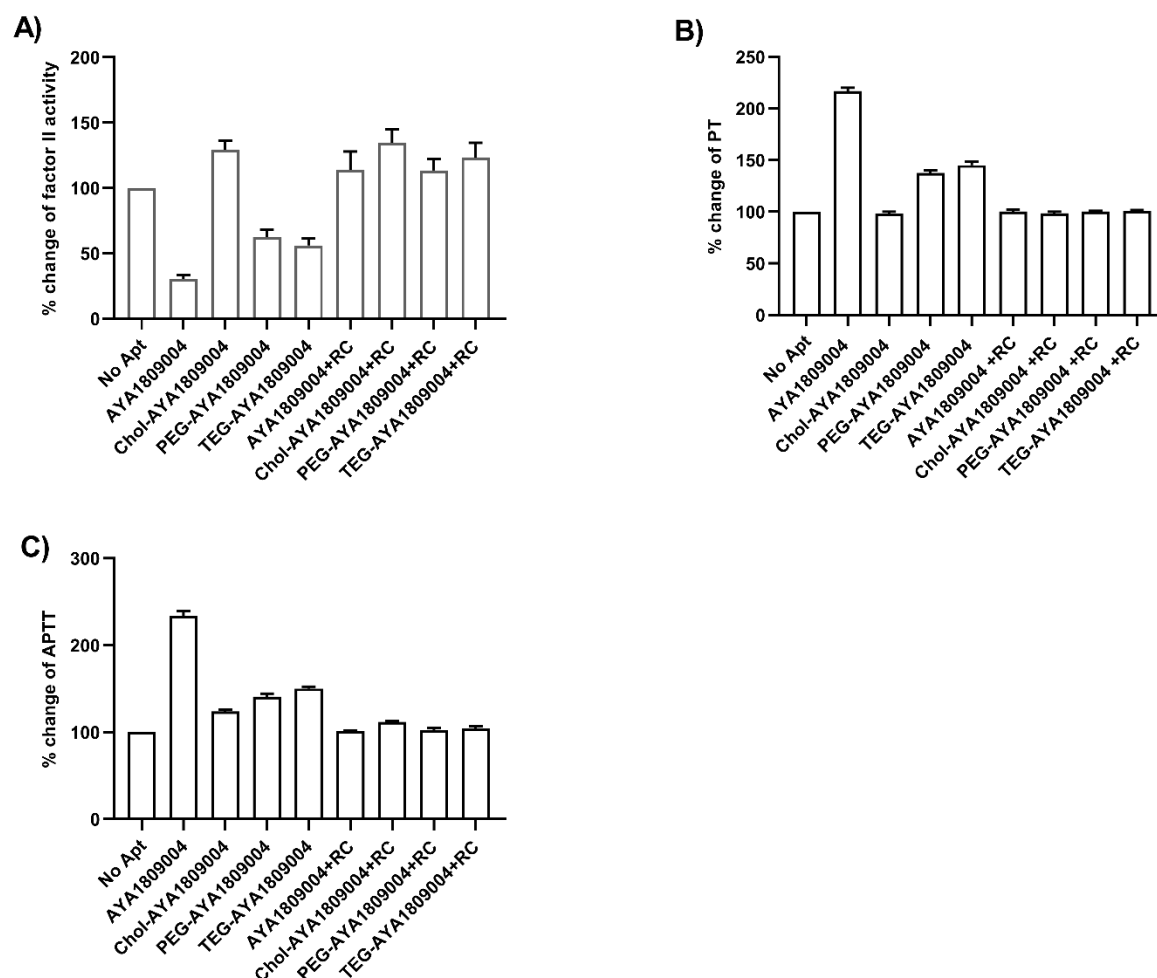 A)
% change of factor II activity
200
150
100
50
0
No Apt
AYA1809004
Chol-AYA1809004
PEG-AYA1809004
TEG-AYA1809004
AYA1809004+RC
Chol-AYA1809004+RC
PEG-AYA1809004+RC
TEG-AYA1809004+RC
B)
% change of PT
250
200
150
100
50
0
No Apt
AYA1809004
Chol-AYA1809004
PEG-AYA1809004
TEG-AYA1809004
AYA1809004 +RC
Chol-AYA1809004 +RC
PEG-AYA1809004 +RC
TEG-AYA1809004 +RC
C)
% change of APTT
300
200
100
0
No Apt
AYA1809004
Chol-AYA1809004
PEG-AYA1809004
TEG-AYA1809004
AYA1809004+RC
Chol-AYA1809004+RC
PEG-AYA1809004+RC
TEG-AYA1809004+RC